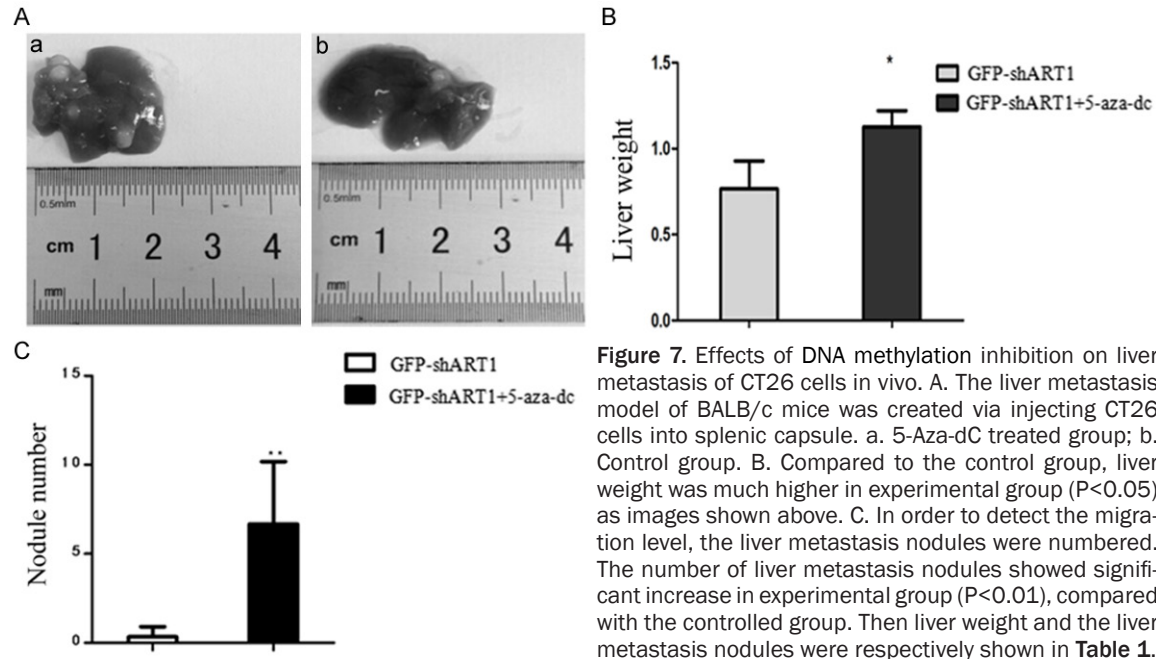 A
a
b
0.5mm
cm 1 2 3 4
mm
0.5mm
cm 1 2 3 4
mm
B
Liver weight
1.5
1.0
0.5
0.0
*
GFP-shART1
GFP-shART1+5-aza-dc
C
Nodule number
15
10
5
0
**
GFP-shART1
GFP-shART1+5-aza-dc
Figure 7. Effects of DNA methylation inhibition on liver
metastasis of CT26 cells in vivo. A. The liver metastasis
model of BALB/c mice was created via injecting CT26
cells into splenic capsule. a. 5-Aza-dC treated group; b.
Control group. B. Compared to the control group, liver
weight was much higher in experimental group (P<0.05)
as images shown above. C. In order to detect the migra-
tion level, the liver metastasis nodules were numbered.
The number of liver metastasis nodules showed signifi-
cant increase in experimental group (P<0.01), compared
with the controlled group. Then liver weight and the liver
metastasis nodules were respectively shown in Table 1.